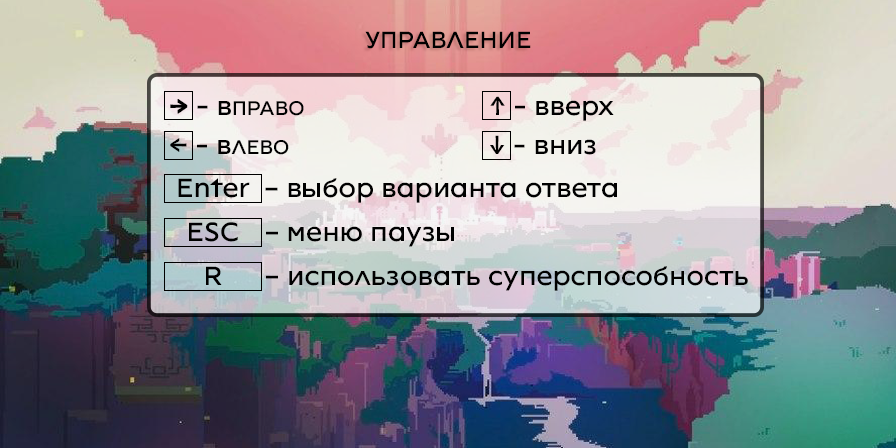 УПРАВЛЕНИЕ
→ - ВПРАВО ↑ - вверх
← - ВЛЕВО ↓ - вниз
Enter - выбор варианта ответа
ESC - меню паузы
R - использовать суперспособность